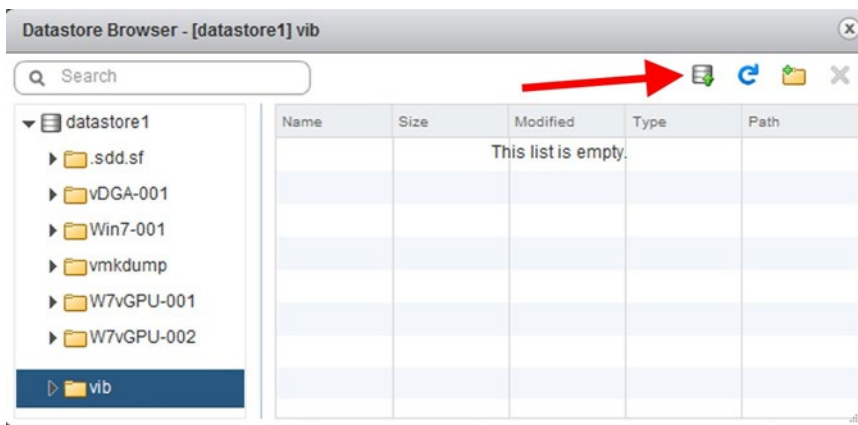 Datastore Browser - [datastore1] vib
Search
datastore1
.sdd.sf
vDGA-001
Win7-001
vmkdump
W7vGPU-001
W7vGPU-002
vib
Name Size Modified Type Path
This list is empty.